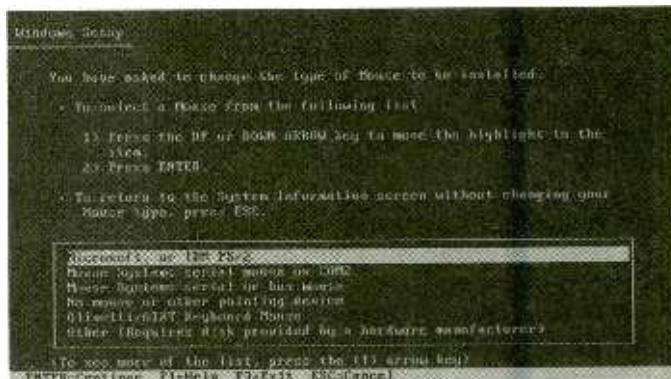 Windows Setup
You have asked to change the type of Mouse to be installed.
• To select a Mouse from the following list
1) Press the UP or DOWN ARROW key to move the highlight to the
item.
2) Press ENTER.
• To return to the System Information screen without changing your
Mouse type, press ESC.
Microsoft, or IBM PS/2
Mouse Systems serial mouse on COM2
Mouse Systems serial or bus mouse
No mouse or other pointing device
Olivetti/AT&T Keyboard Mouse
Other (Requires disk provided by a hardware manufacturer)
(To see more of the list, press the (↑) arrow key)
ENTER=Continue F1=Help F3=Exit ESC=Cancel